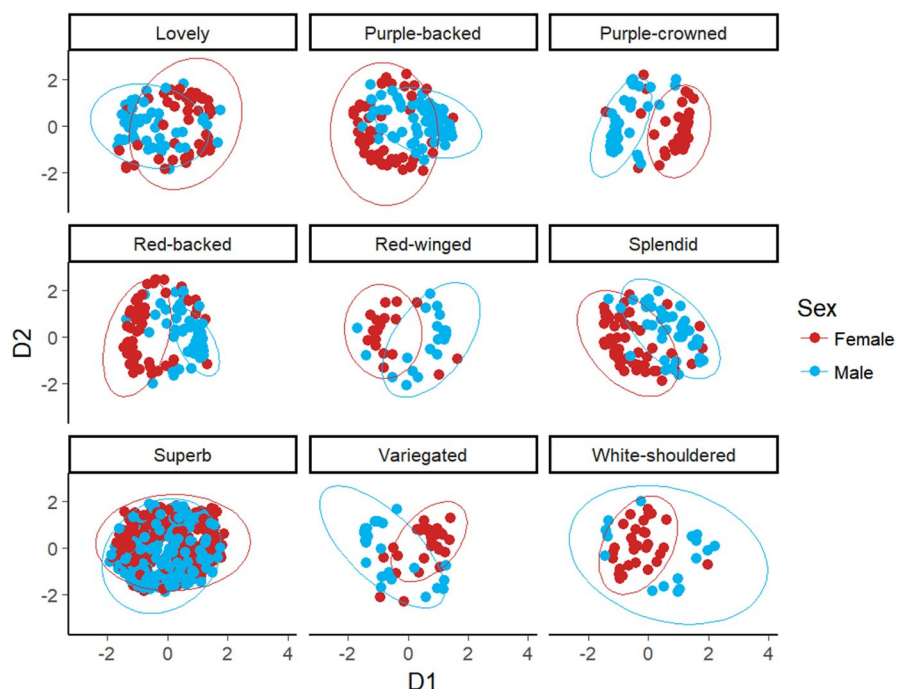 Lovely
Purple-backed
Purple-crowned
2
0
-2
Red-backed
Red-winged
Splendid
2
0
-2
Superb
Variegated
White-shouldered
2
0
-2
-2 0 2 4
-2 0 2 4
-2 0 2 4
D1
D2
Sex
Female
Male